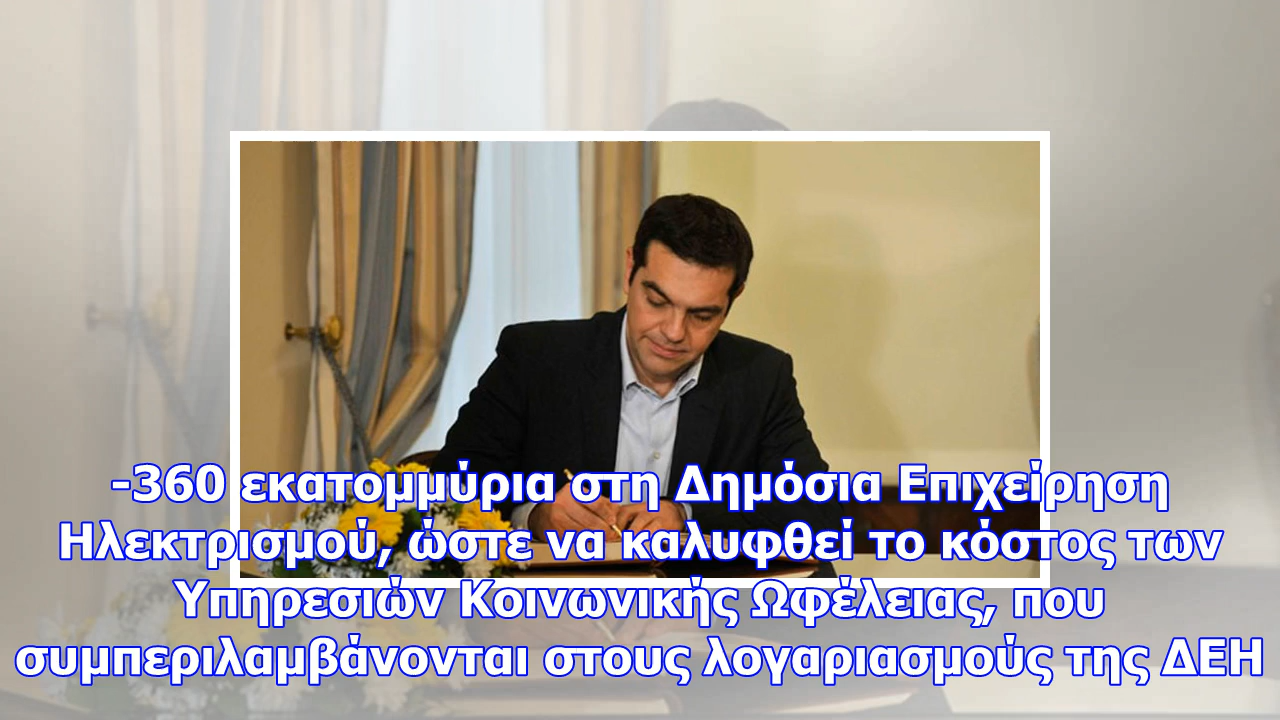 -360 εκατομμύρια στη Δημόσια Επιχείρηση
Ηλεκτρισμού, ώστε να καλυφθεί το κόστος των
Υπηρεσιών Κοινωνικής Ωφέλειας, που
συμπεριλαμβάνονται στους λογαριασμούς της ΔΕΗ